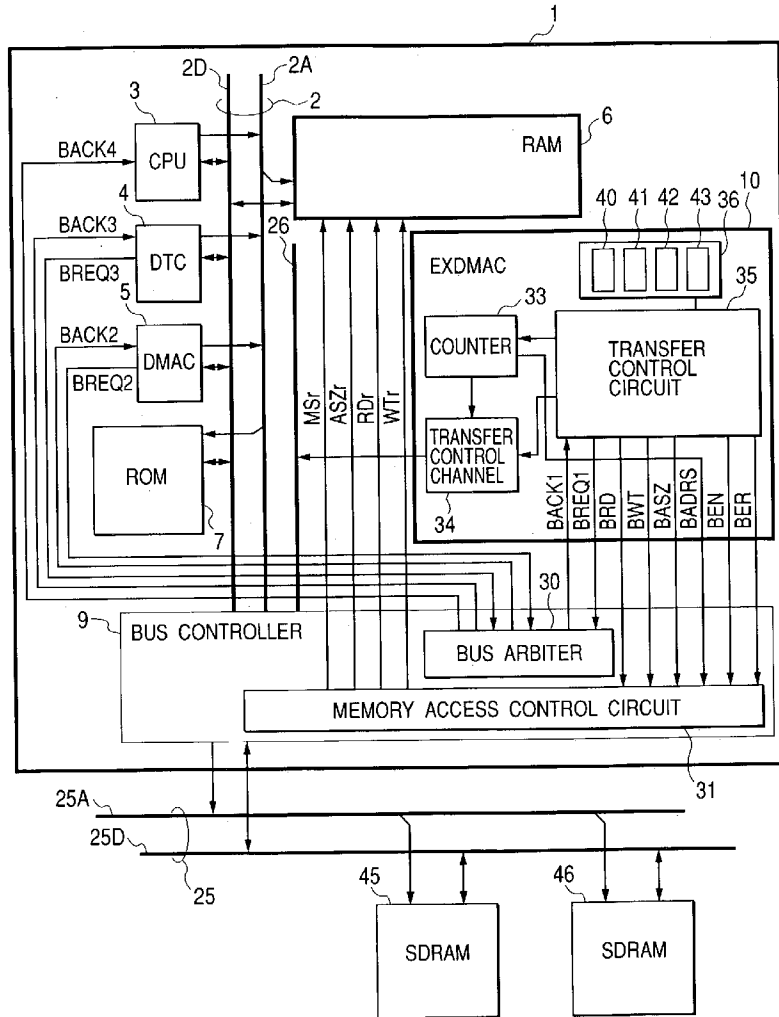 1
2D
2A
3
2
6
BACK4
CPU
RAM
4
BACK3
26
40
41
42
43
36
10
DTC
EXDMAC
BREQ3
5
33
35
BACK2
DMAC
COUNTER
TRANSFER
CONTROL
CIRCUIT
BREQ2
MSr
ASZr
RDr
WTr
TRANSFER
CONTROL
CHANNEL
ROM
34
BACK1
BREQ1
BRD
BWT
BASZ
BADRS
BEN
BER
7
9
30
BUS CONTROLLER
BUS ARBITER
MEMORY ACCESS CONTROL CIRCUIT
31
25A
25D
25
45
46
SDRAM
SDRAM